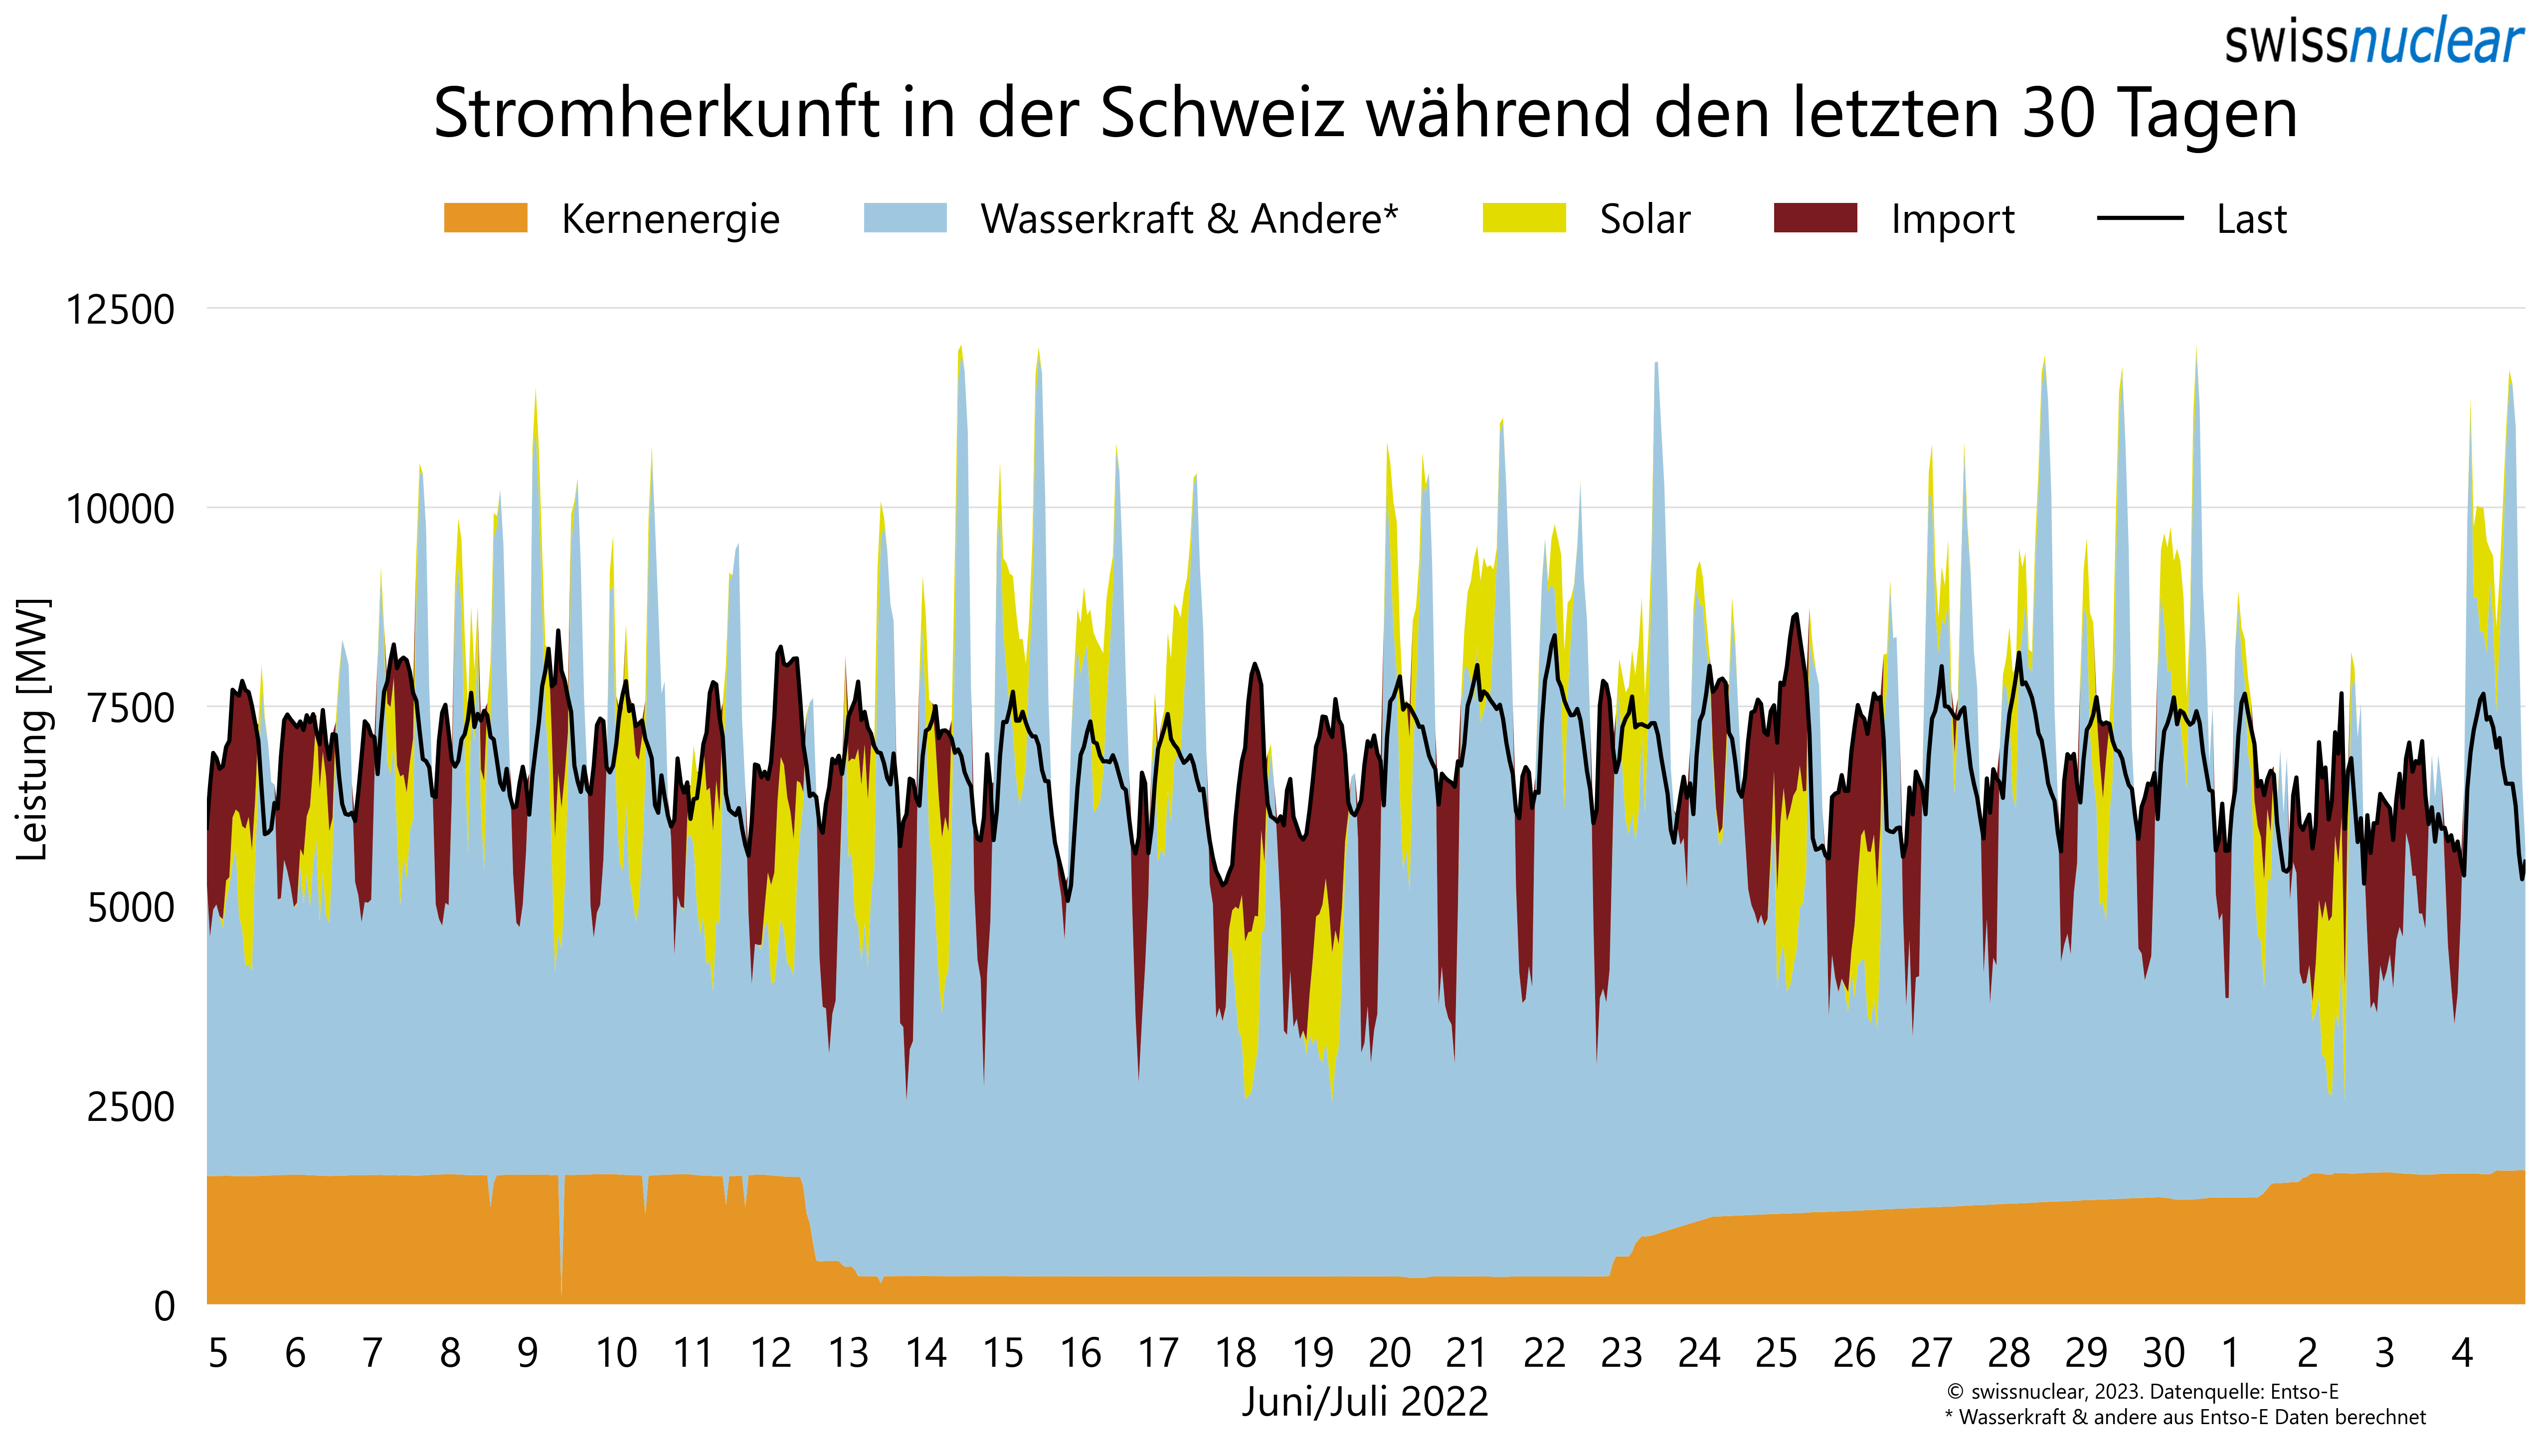 swissnuclear
Stromherkunft in der Schweiz während den letzten 30 Tagen
Kernenergie Wasserkraft & Andere* Solar Import Last
Leistung [MW]
12500
10000
7500
5000
2500
0
5 6 7 8 9 10 11 12 13 14 15 16 17 18 19 20 21 22 23 24 25 26 27 28 29 30 1 2 3 4
Juni/Juli 2022
© swissnuclear, 2023. Datenquelle: Entso-E
* Wasserkraft & andere aus Entso-E Daten berechnet